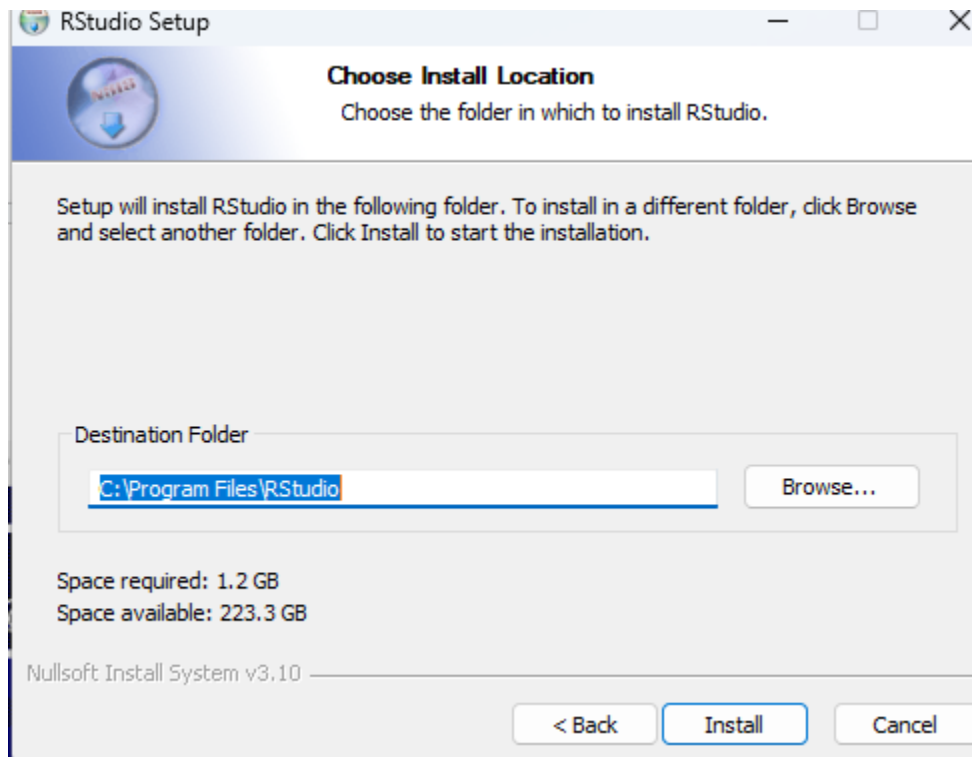 RStudio Setup
Choose Install Location
Choose the folder in which to install RStudio.
Setup will install RStudio in the following folder. To install in a different folder, click Browse
and select another folder. Click Install to start the installation.
Destination Folder
C:\Program Files\RStudio
Browse...
Space required: 1.2 GB
Space available: 223.3 GB
Nullsoft Install System v3.10
< Back
Install
Cancel